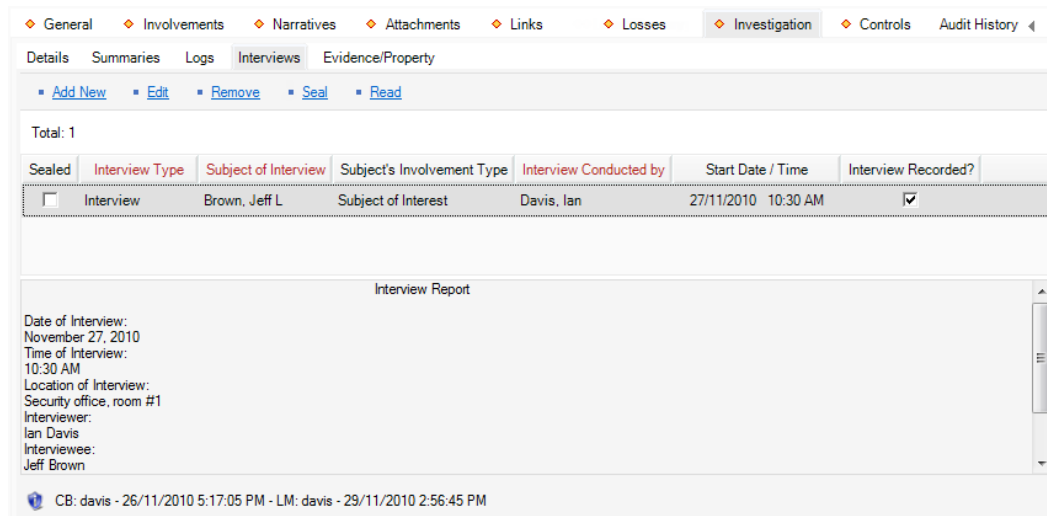 General Involvements Narratives Attachments Links Losses Investigation Controls Audit History
Details Summaries Logs Interviews Evidence/Property
Add New Edit Remove Seal Read
Total: 1
Sealed Interview Type Subject of Interview Subject's Involvement Type Interview Conducted by Start Date / Time Interview Recorded?
Interview Brown, Jeff L Subject of Interest Davis, Ian 27/11/2010 10:30 AM
Interview Report
Date of Interview:
November 27, 2010
Time of Interview:
10:30 AM
Location of Interview:
Security office, room #1
Interviewer:
Ian Davis
Interviewee:
Jeff Brown
CB: davis - 26/11/2010 5:17:05 PM - LM: davis - 29/11/2010 2:56:45 PM